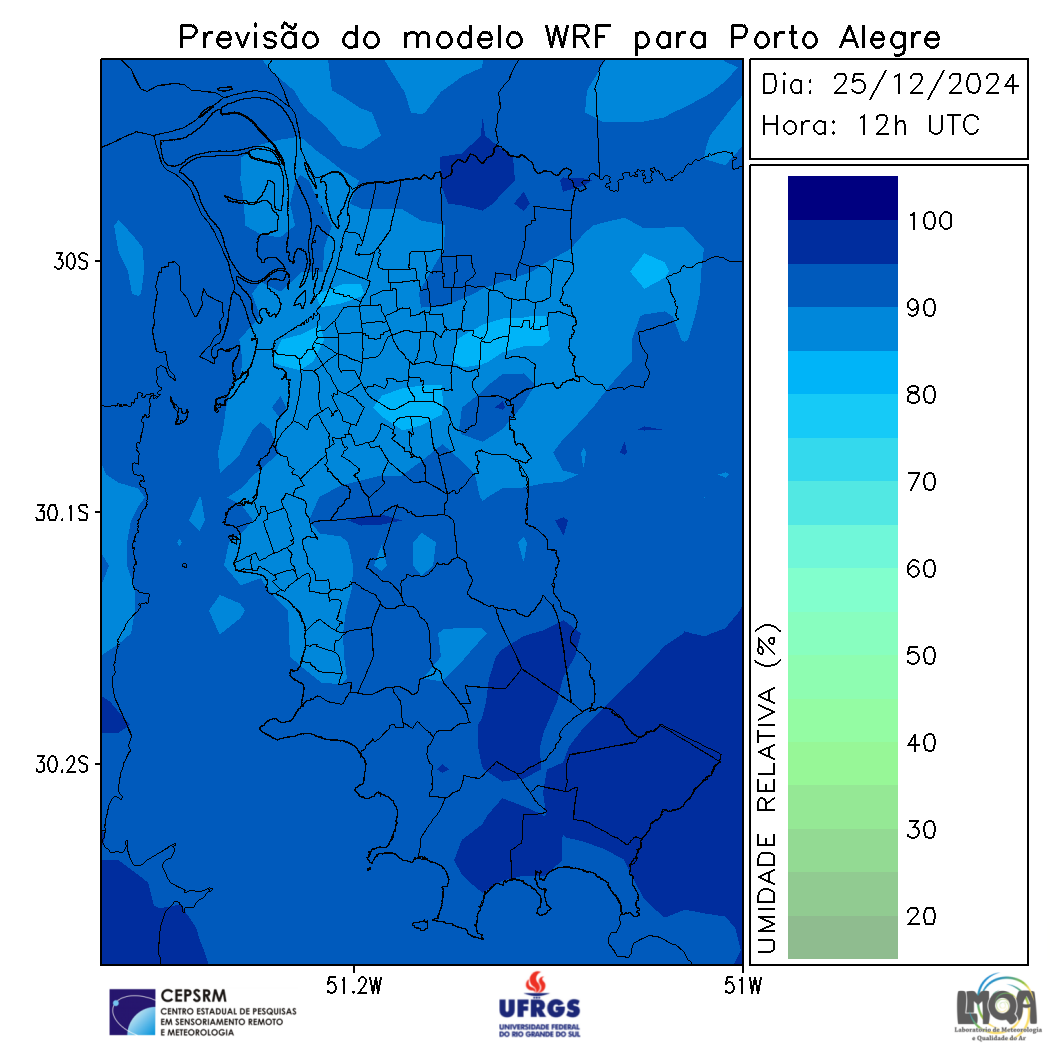 Previsão do modelo WRF para Porto Alegre
Dia: 25/12/2024
Hora: 12h UTC
30S
30.1S
30.2S
51.2W
51W
100
90
80
70
60
50
40
30
20
UMIDADE RELATIVA (%)
CEPSRM
CENTRO ESTADUAL DE PESQUISAS
EM SENSORIAMENTO REMOTO
E METEOROLOGIA
UFRGS
UNIVERSIDADE FEDERAL
DO RIO GRANDE DO SUL
LMQA
Laboratório de Meteorologia
e Qualidade do Ar